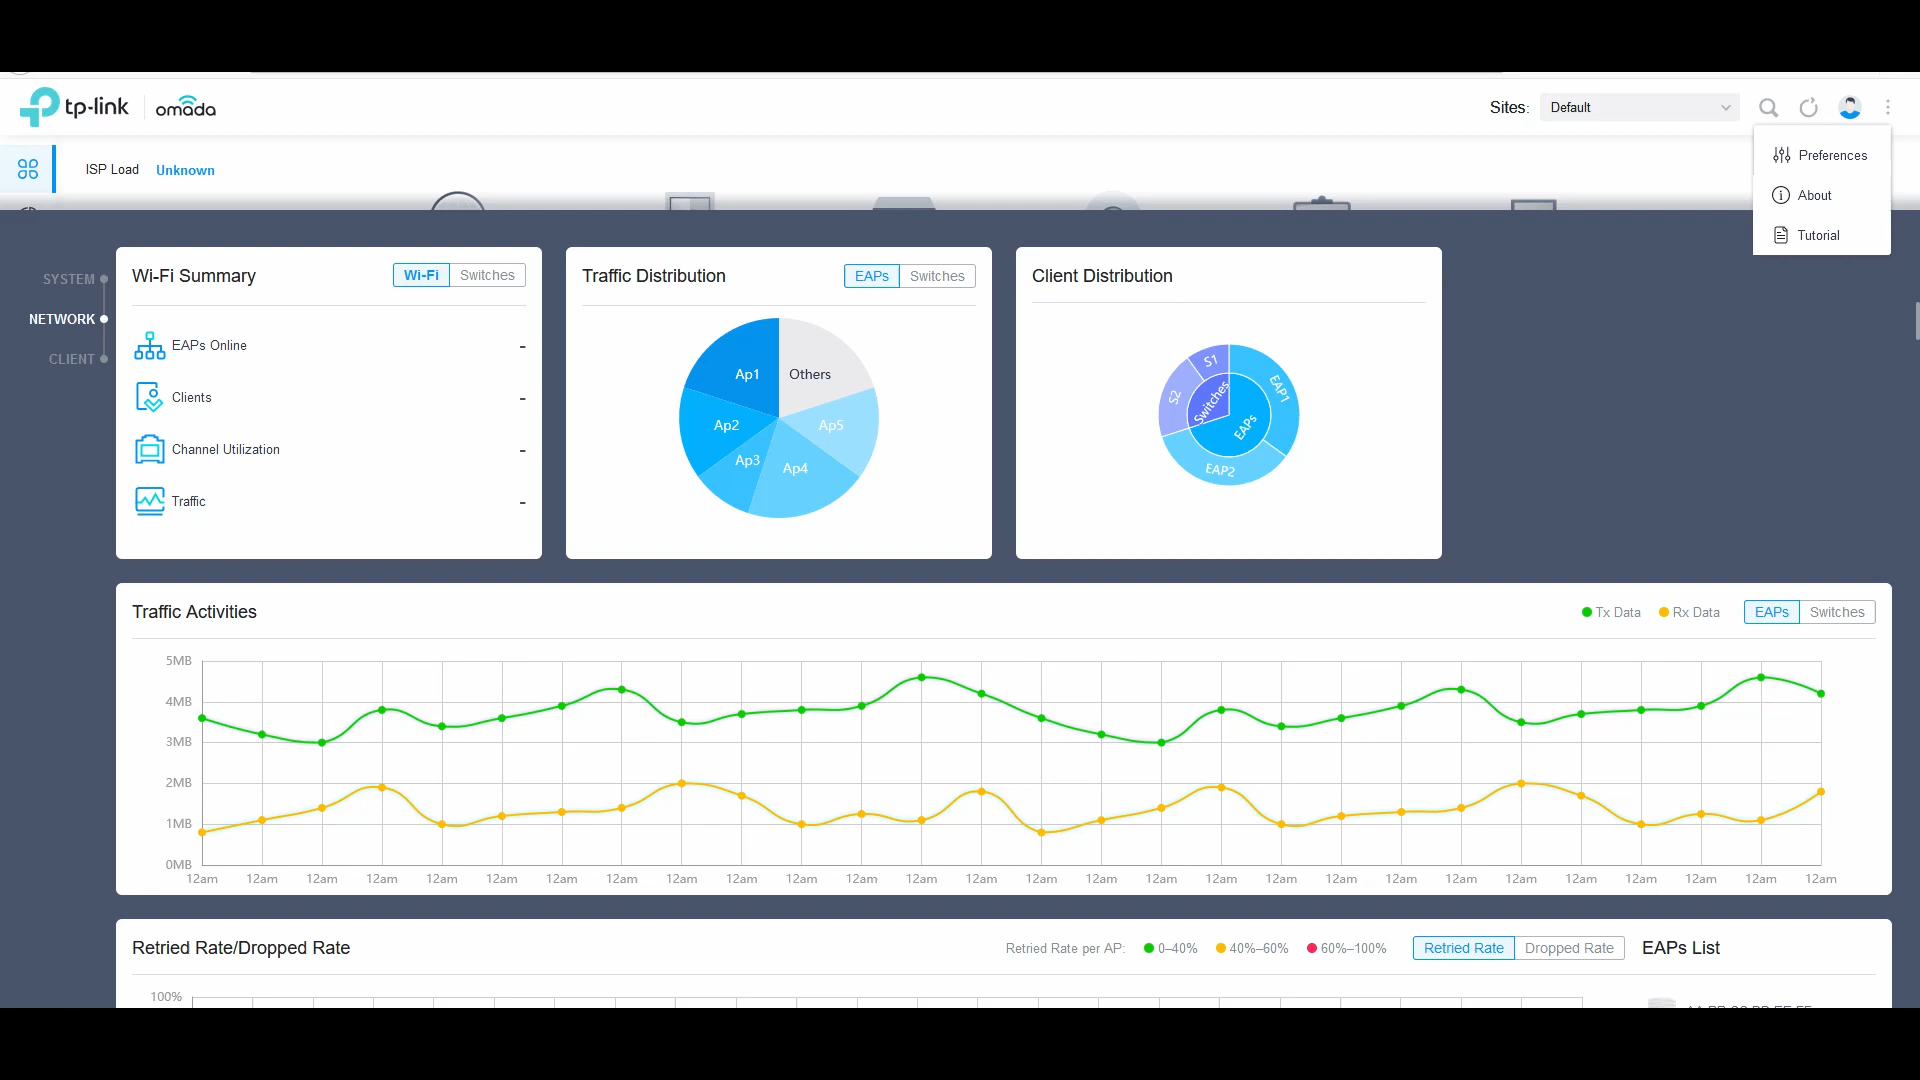 tp-link omada
Sites: Default
ISP Load Unknown
Preferences
About
Tutorial
SYSTEM
NETWORK
CLIENT
Wi-Fi Summary Wi-Fi Switches
EAPs Online -
Clients -
Channel Utilization -
Traffic -
Traffic Distribution EAPs Switches
Ap1 Others
Ap2 Ap5
Ap3 Ap4
Client Distribution
S1
EAP1
S2
Switches
EAPs
EAP2
Traffic Activities Tx Data Rx Data EAPs Switches
5MB
4MB
3MB
2MB
1MB
0MB
12am 12am 12am 12am 12am 12am 12am 12am 12am 12am 12am 12am 12am 12am 12am 12am 12am 12am 12am 12am 12am 12am 12am 12am 12am 12am 12am 12am
Retried Rate/Dropped Rate Retried Rate per AP: 0–40% 40%–60% 60%–100% Retried Rate Dropped Rate EAPs List
100%